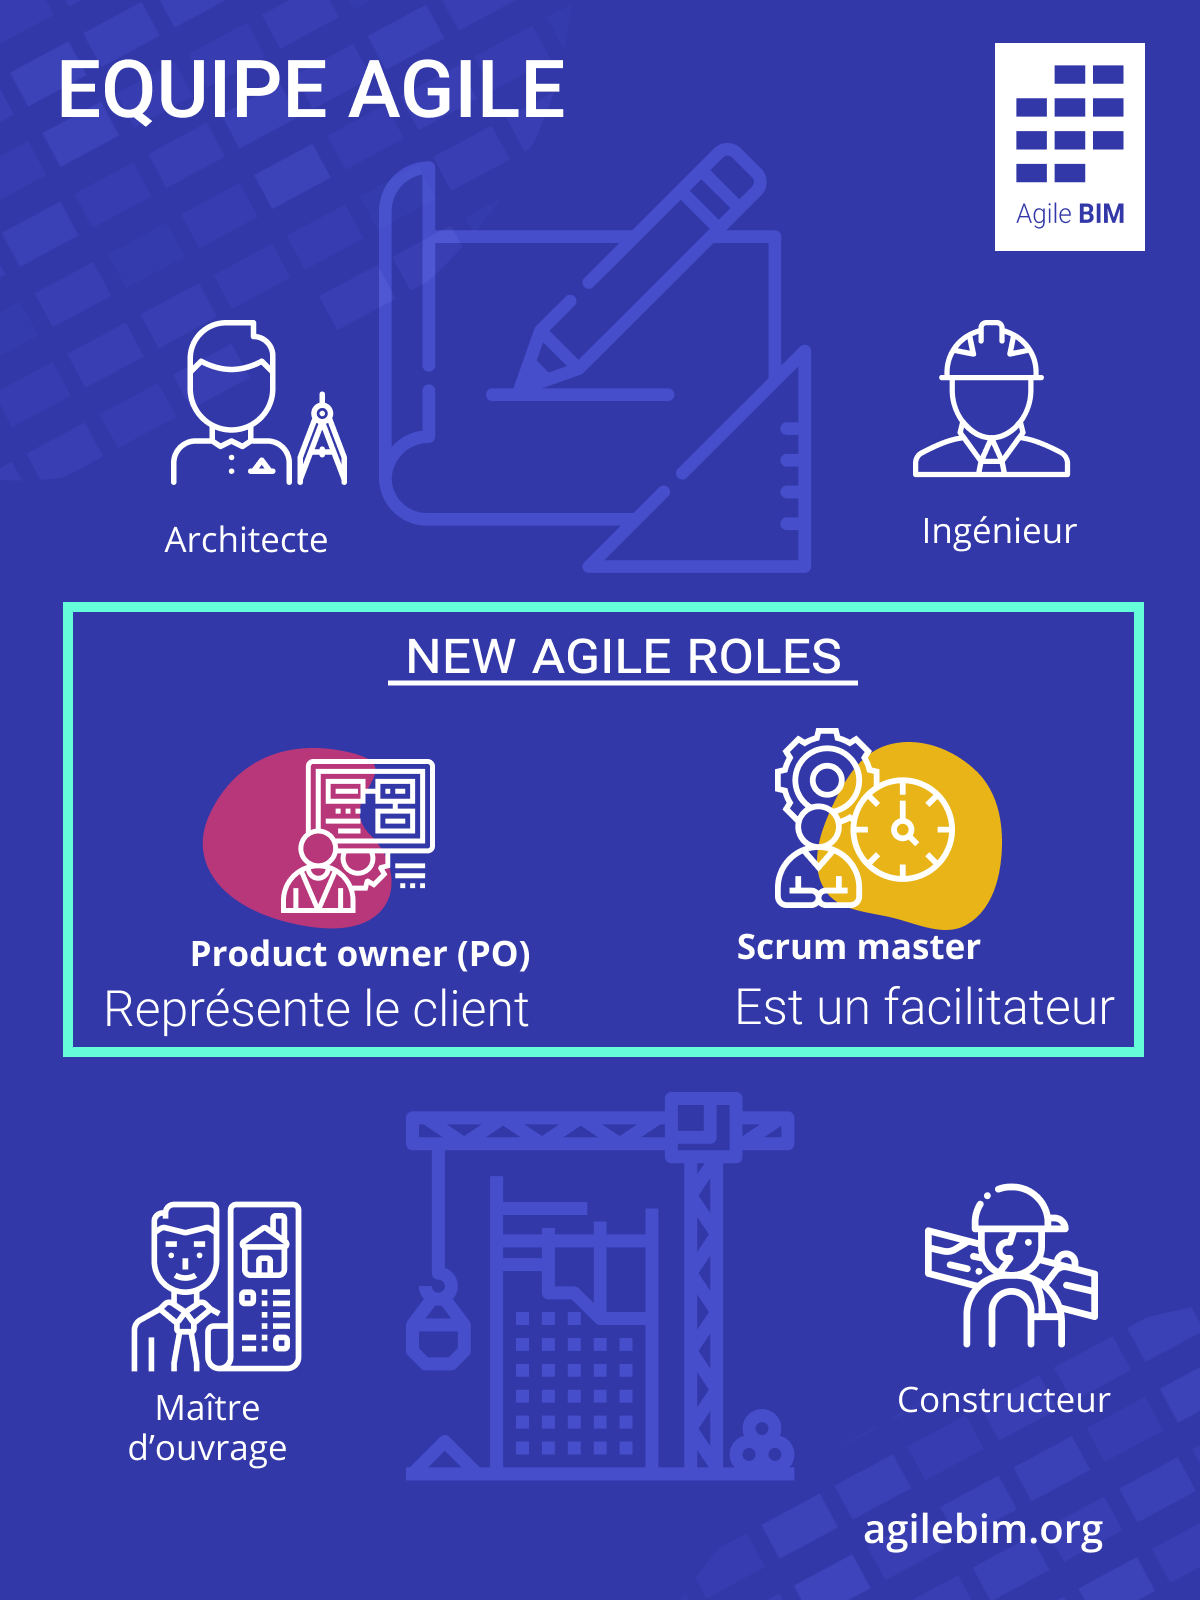 EQUIPE AGILE
Agile BIM
Architecte
Ingénieur
NEW AGILE ROLES
Product owner (PO)
Représente le client
Scrum master
Est un facilitateur
Maître
d’ouvrage
Constructeur
agilebim.org